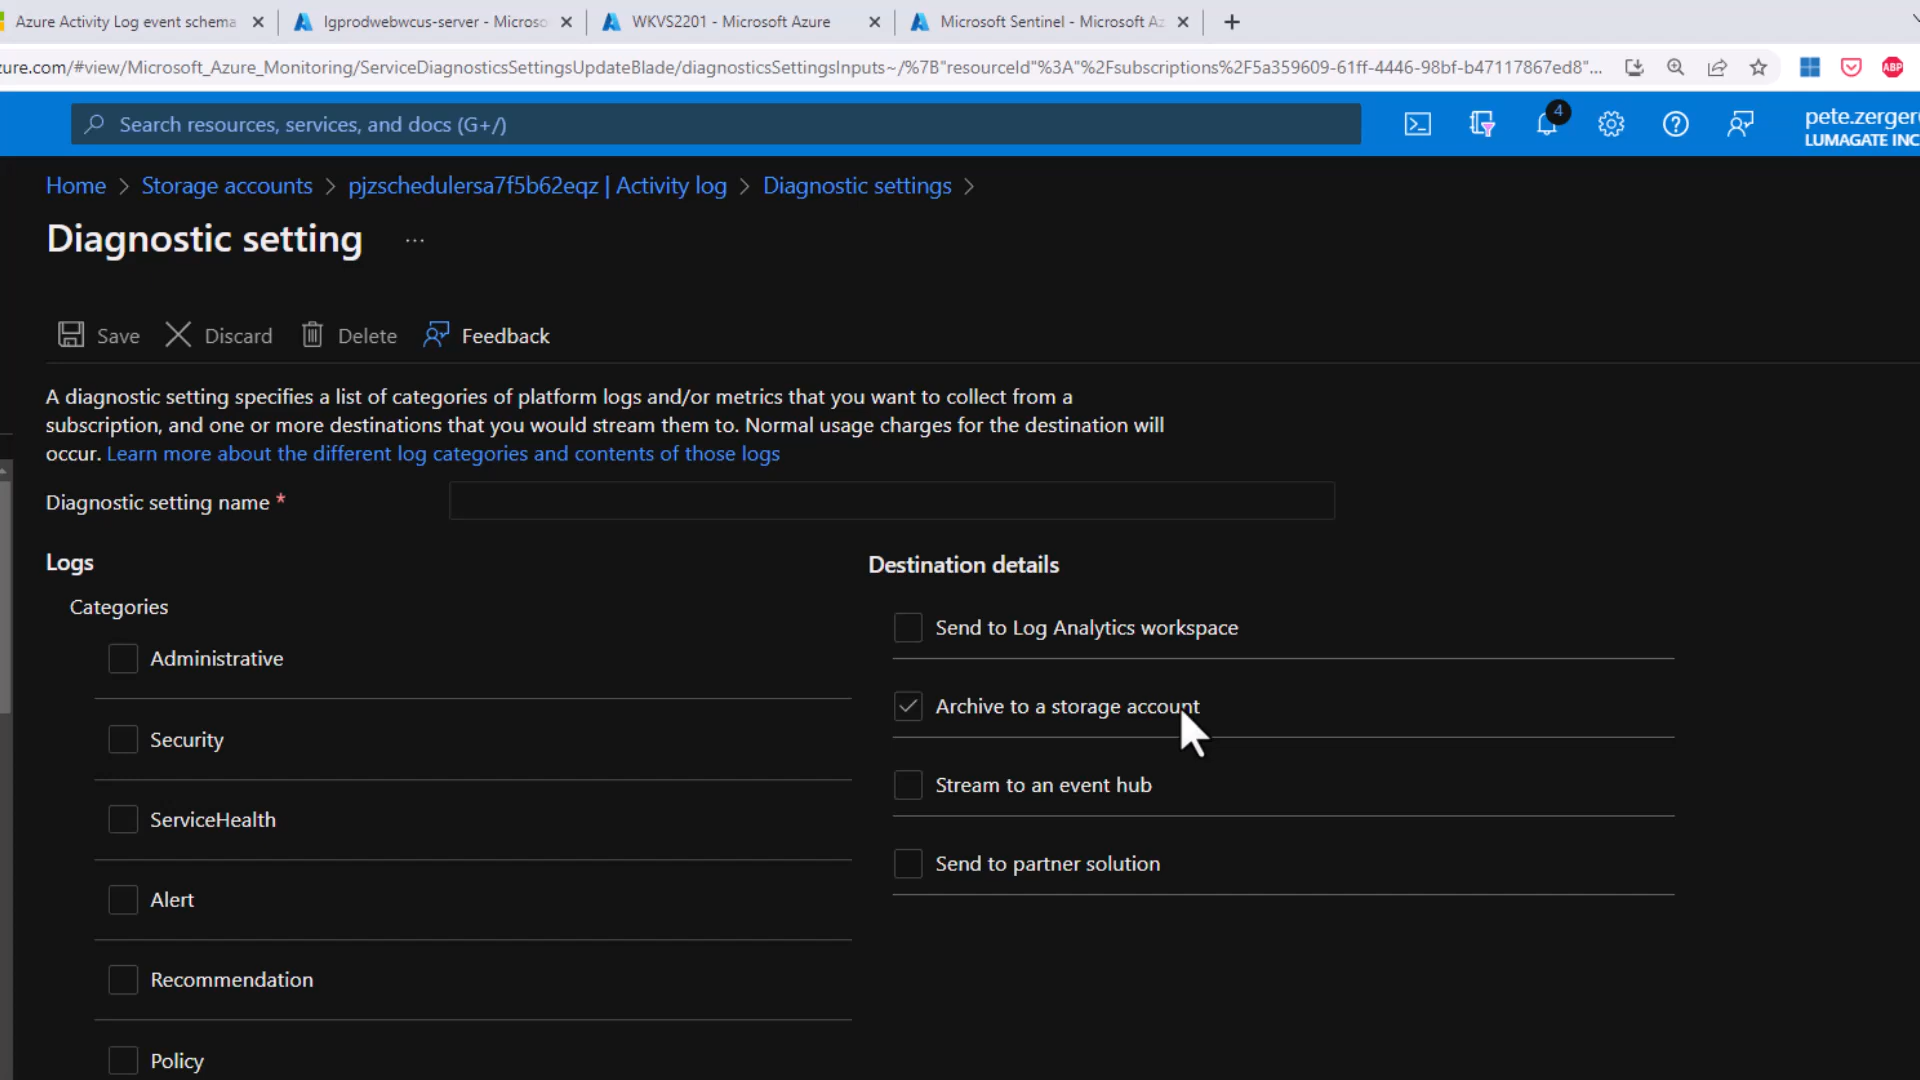 Azure Activity Log event schema
lgprodwebwcus-server - Microso
WKVS2201 - Microsoft Azure
Microsoft Sentinel - Microsoft Az
zure.com/#view/Microsoft_Azure_Monitoring/ServiceDiagnosticsSettingsUpdateBlade/diagnosticsSettingsInputs~/%7B"resourceId"%3A"%2Fsubscriptions%2F5a359609-61ff-4446-98bf-b47117867ed8"...
ABP
Search resources, services, and docs (G+/)
4
pete.zerger@
LUMAGATE INC
Home > Storage accounts > pjzschedulersa7f5b62eqz | Activity log > Diagnostic settings >
Diagnostic setting ...
Save Discard Delete Feedback
A diagnostic setting specifies a list of categories of platform logs and/or metrics that you want to collect from a
subscription, and one or more destinations that you would stream them to. Normal usage charges for the destination will
occur. Learn more about the different log categories and contents of those logs
Diagnostic setting name *
Logs
Categories
Administrative
Security
ServiceHealth
Alert
Recommendation
Policy
Destination details
Send to Log Analytics workspace
Archive to a storage account
Stream to an event hub
Send to partner solution